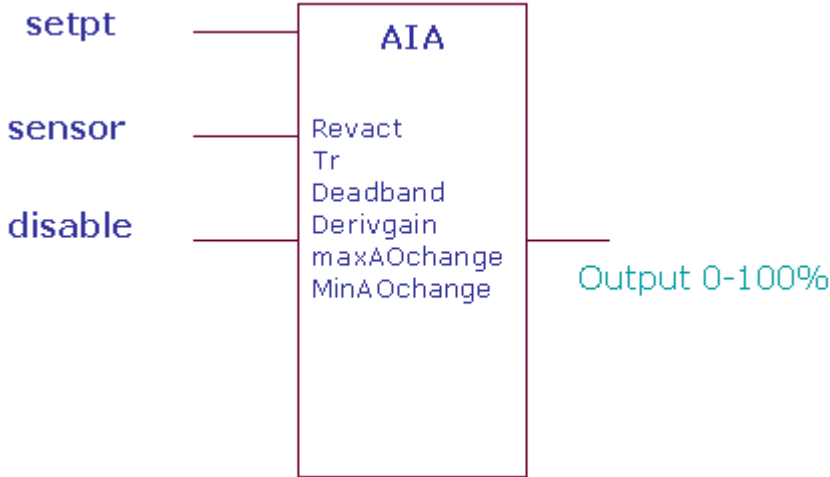 setpt
AIA
sensor
Revact
Tr
Deadband
disable
Derivgain
maxAOchange
MinAOchange
Output 0-100%